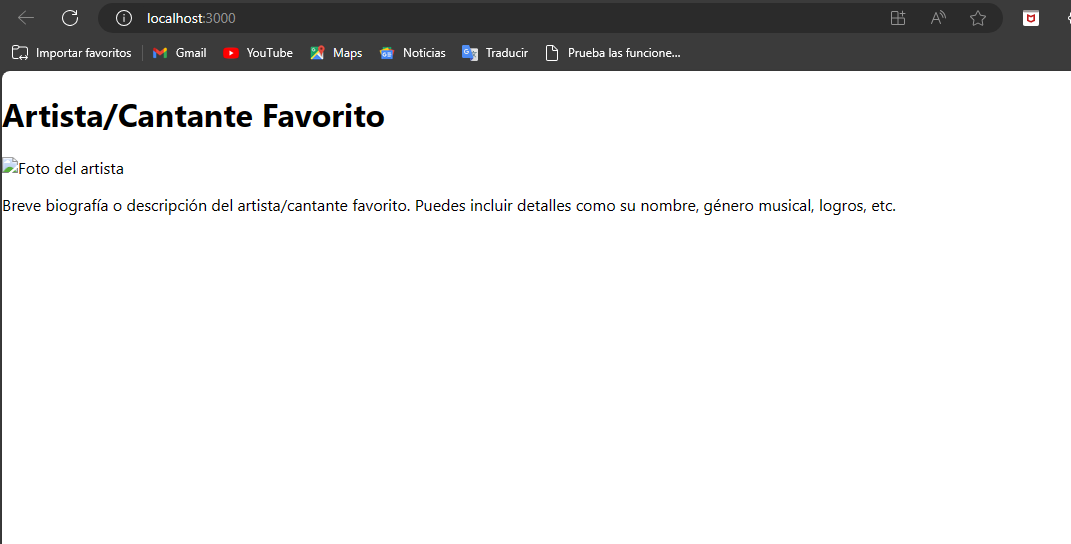 localhost:3000
Importar favoritos Gmail YouTube Maps Noticias Traducir Prueba las funcione...
Artista/Cantante Favorito
Foto del artista
Breve biografía o descripción del artista/cantante favorito. Puedes incluir detalles como su nombre, género musical, logros, etc.